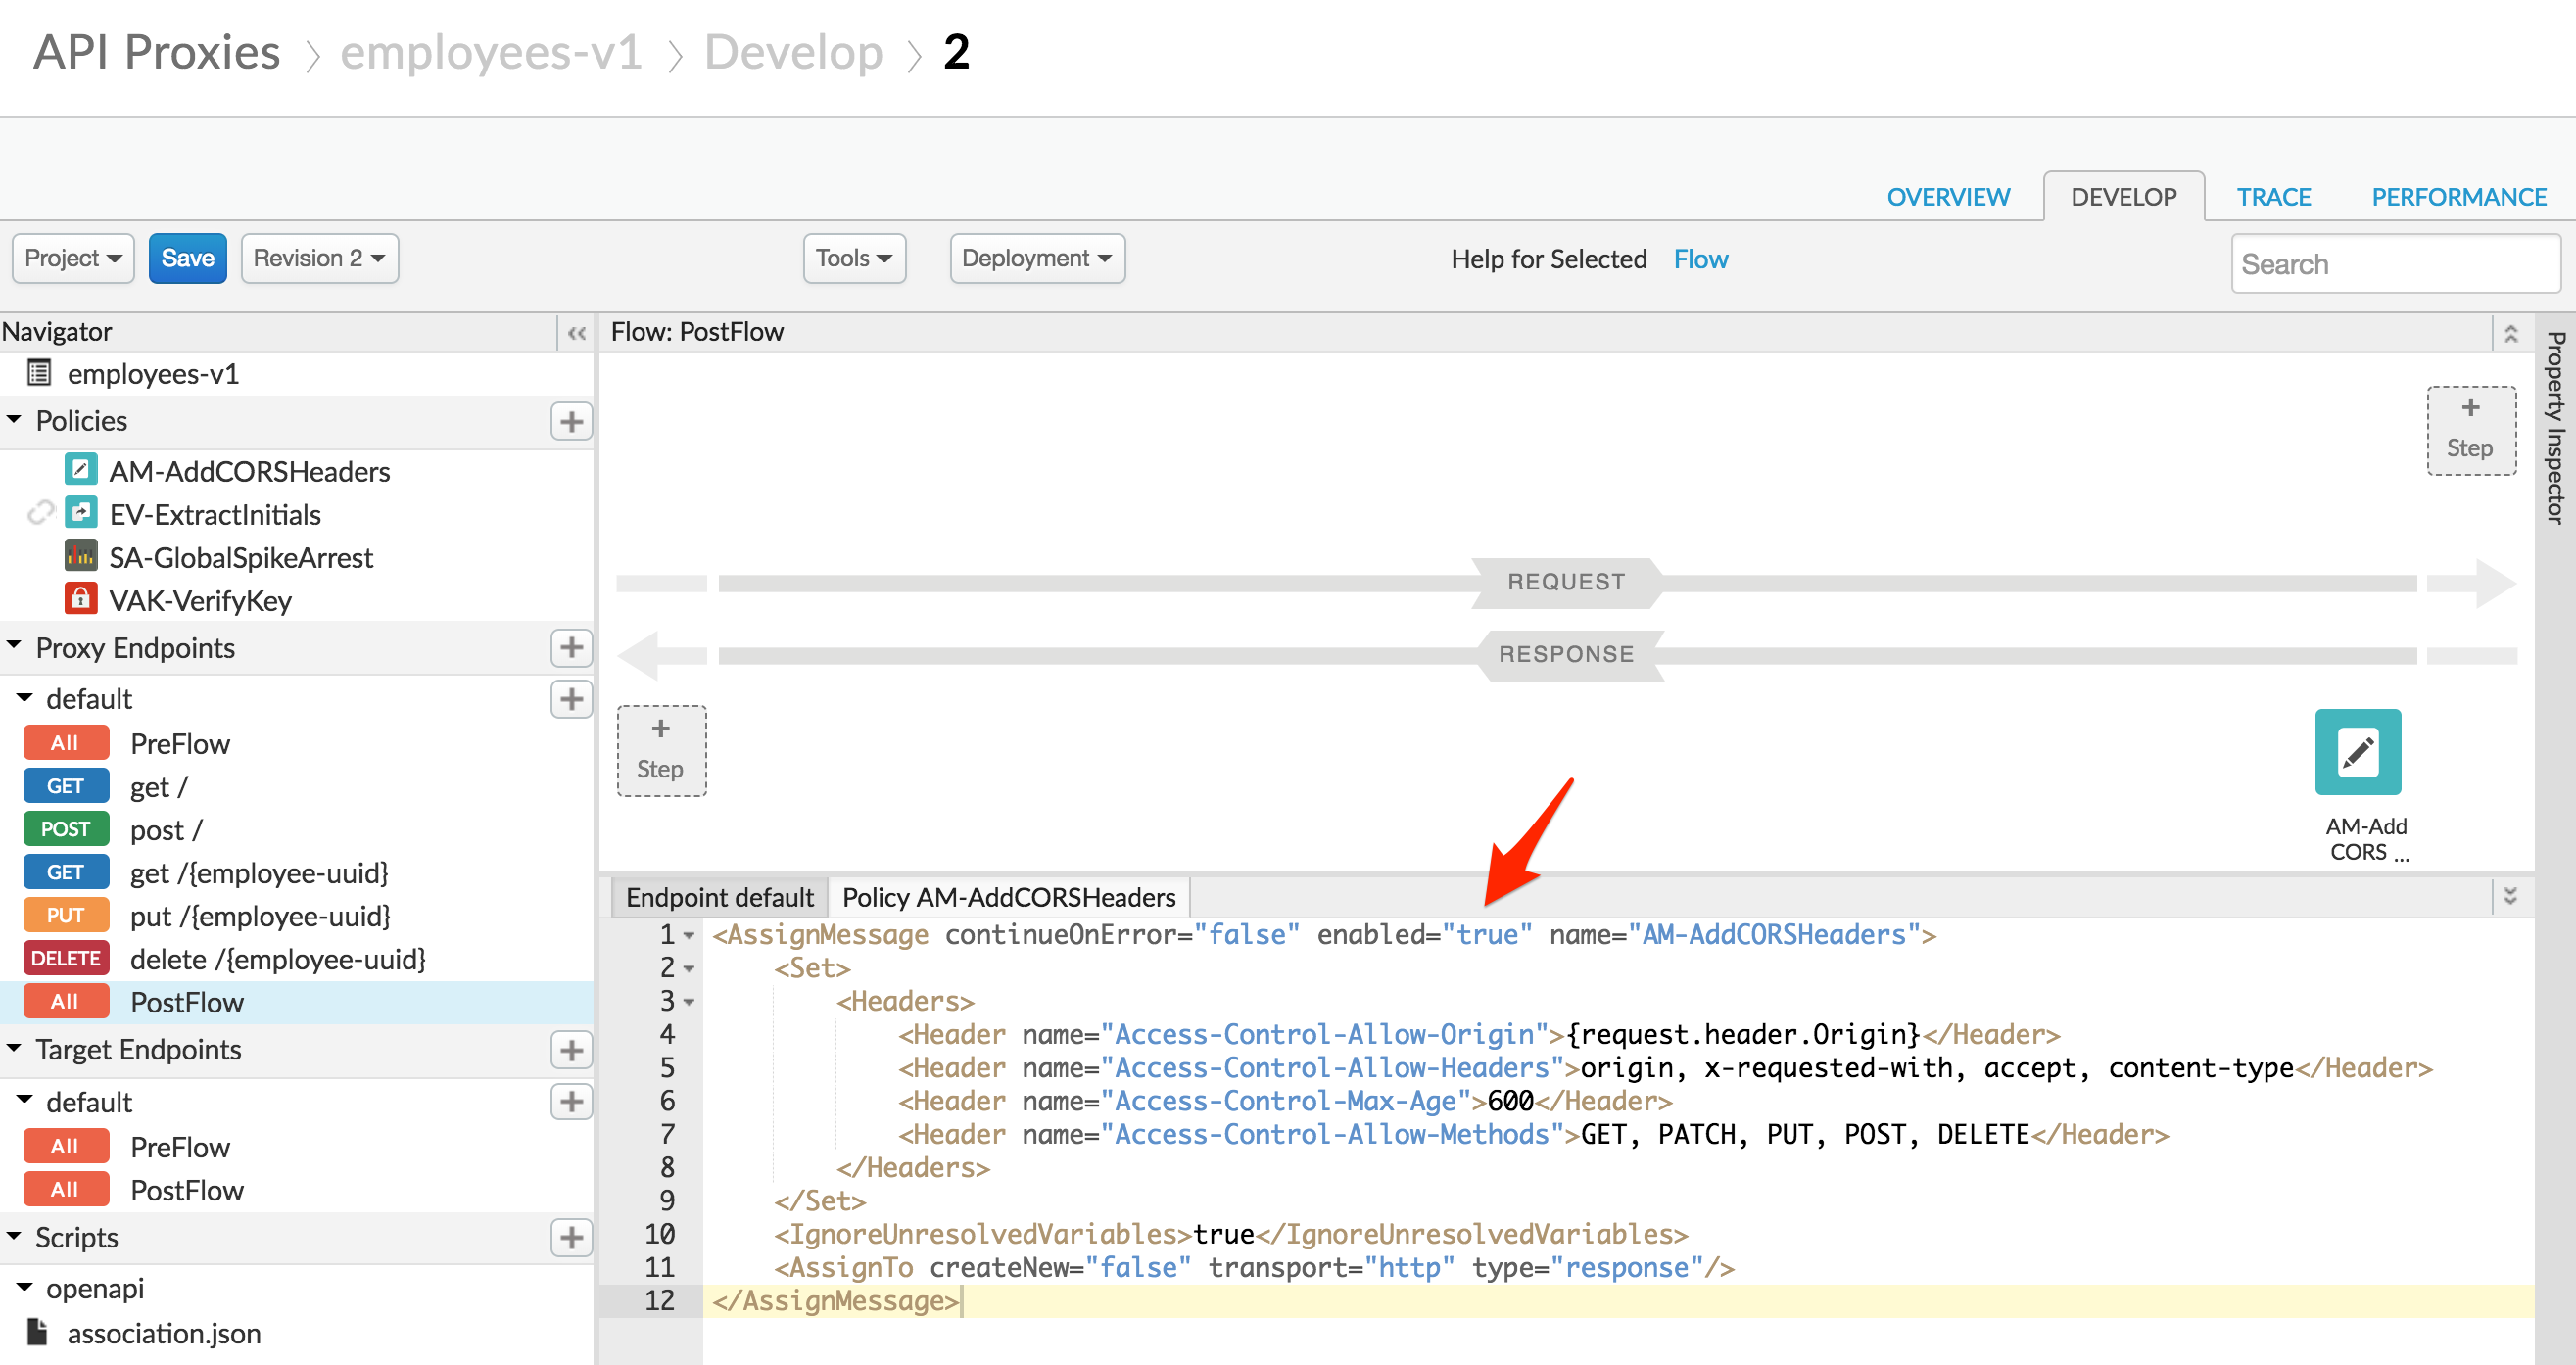 API Proxies > employees-v1 > Develop > 2
OVERVIEW DEVELOP TRACE PERFORMANCE
Project Save Revision 2 Tools Deployment Help for Selected Flow Search
Navigator
employees-v1
Policies
AM-AddCORSHeaders
EV-ExtractInitials
SA-GlobalSpikeArrest
VAK-VerifyKey
Proxy Endpoints
default
All PreFlow
GET get /
POST post /
GET get /{employee-uuid}
PUT put /{employee-uuid}
DELETE delete /{employee-uuid}
All PostFlow
Target Endpoints
default
All PreFlow
All PostFlow
Scripts
openapi
association.json
Flow: PostFlow
+
Step
REQUEST
RESPONSE
+
Step
AM-Add
CORS ...
Property Inspector
Endpoint default Policy AM-AddCORSHeaders
1 <AssignMessage continueOnError="false" enabled="true" name="AM-AddCORSHeaders">
2 <Set>
3 <Headers>
4 <Header name="Access-Control-Allow-Origin">{request.header.Origin}</Header>
5 <Header name="Access-Control-Allow-Headers">origin, x-requested-with, accept, content-type</Header>
6 <Header name="Access-Control-Max-Age">600</Header>
7 <Header name="Access-Control-Allow-Methods">GET, PATCH, PUT, POST, DELETE</Header>
8 </Headers>
9 </Set>
10 <IgnoreUnresolvedVariables>true</IgnoreUnresolvedVariables>
11 <AssignTo createNew="false" transport="http" type="response"/>
12 </AssignMessage>